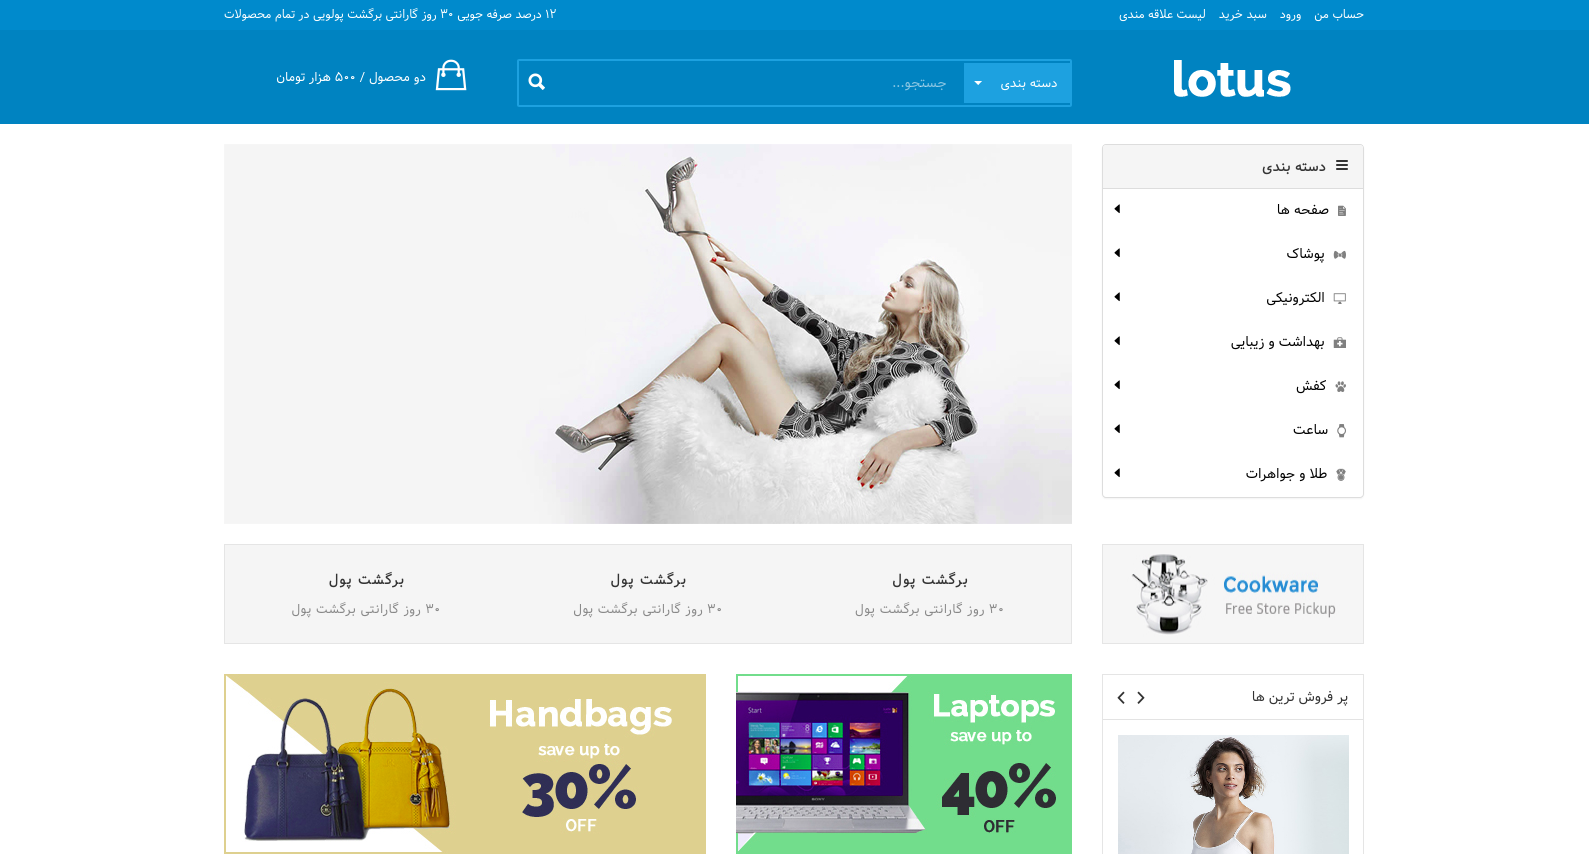 حساب من
ورود
سبد خرید
لیست علاقه مندی
۱۲ درصد صرفه جویی ۳۰ روز گارانتی برگشت پولویی در تمام محصولات
lotus
دسته بندی
جستجو...
دو محصول / ۵۰۰ هزار تومان
دسته بندی
صفحه ها
پوشاک
الکترونیکی
بهداشت و زیبایی
کفش
ساعت
طلا و جواهرات
برگشت پول
۳۰ روز گارانتی برگشت پول
برگشت پول
۳۰ روز گارانتی برگشت پول
برگشت پول
۳۰ روز گارانتی برگشت پول
Cookware
Free Store Pickup
پر فروش ترین ها
Laptops
save up to
40%
OFF
Start
SONY
Handbags
save up to
30%
OFF